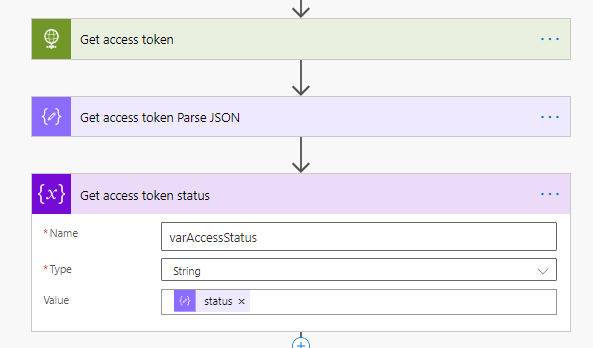 Get access token
Get access token Parse JSON
{x} Get access token status
*Name varAccessStatus
*Type String
Value status ×